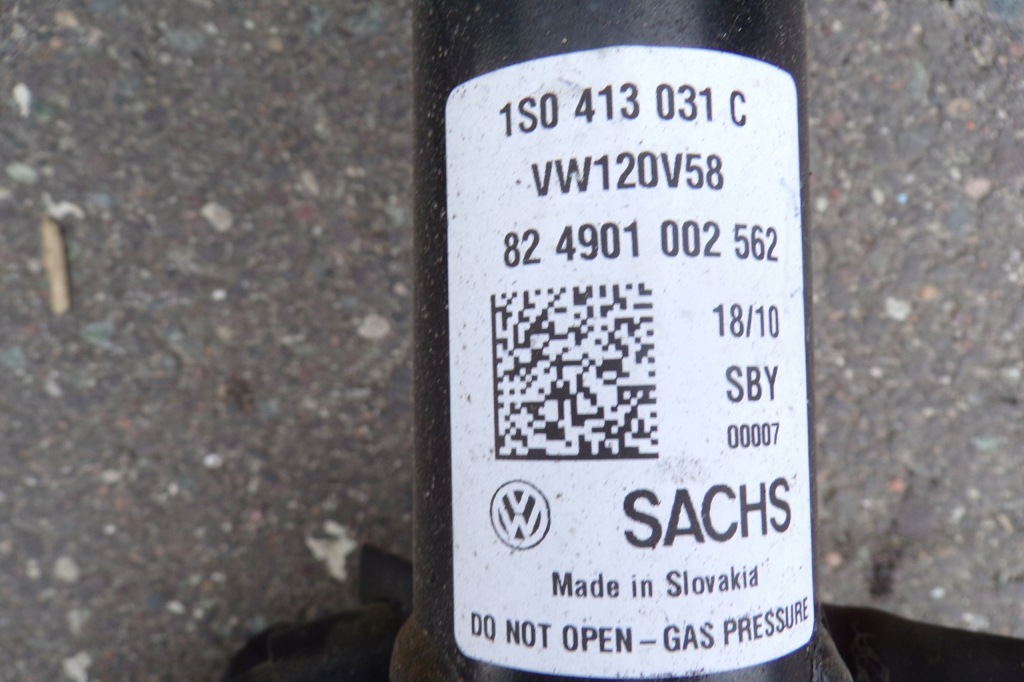 1S0 413 031 C
VW120V58
82 4901 002 562
18/10
SBY
00007
VW
SACHS
Made in Slovakia
DO NOT OPEN - GAS PRESSURE